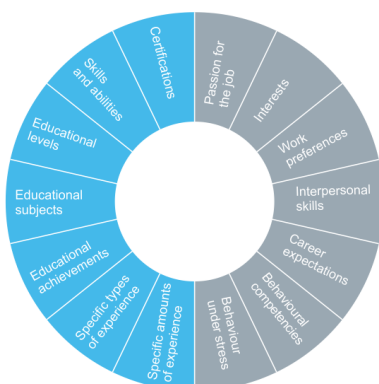 Passion for
the job
Interests
Work
preferences
Interpersonal
skills
Career
expectations
Behavioural
competencies
Behaviour
under stress
Specific amounts
of experience
Specific types
of experience
Educational
achievements
Educational
subjects
Educational
levels
Skills
and abilities
Certifications